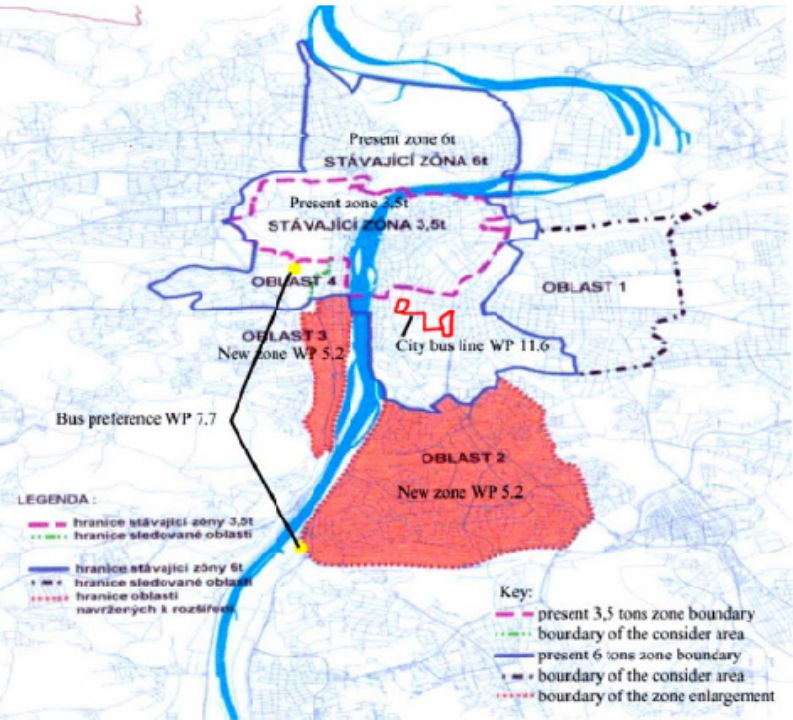 Present zone 6t
STÁVAJÍCÍ ZÓNA 6t
Present zone 3,5t
STÁVAJÍCÍ ZÓNA 3,5t
OBLAST 4
OBLAST 1
OBLAST 3
New zone WP 5.2
City bus line WP 11.6
Bus preference WP 7.7
OBLAST 2
New zone WP 5.2
LEGENDA :
hranice stávající zóny 3,5t
hranice sledované oblasti
hranice stávající zóny 6t
hranice sledované oblasti
hranice oblasti
navržených k rozšíření
Key:
present 3,5 tons zone boundary
boundary of the consider area
present 6 tons zone boundary
boundary of the consider area
boundary of the zone enlargement